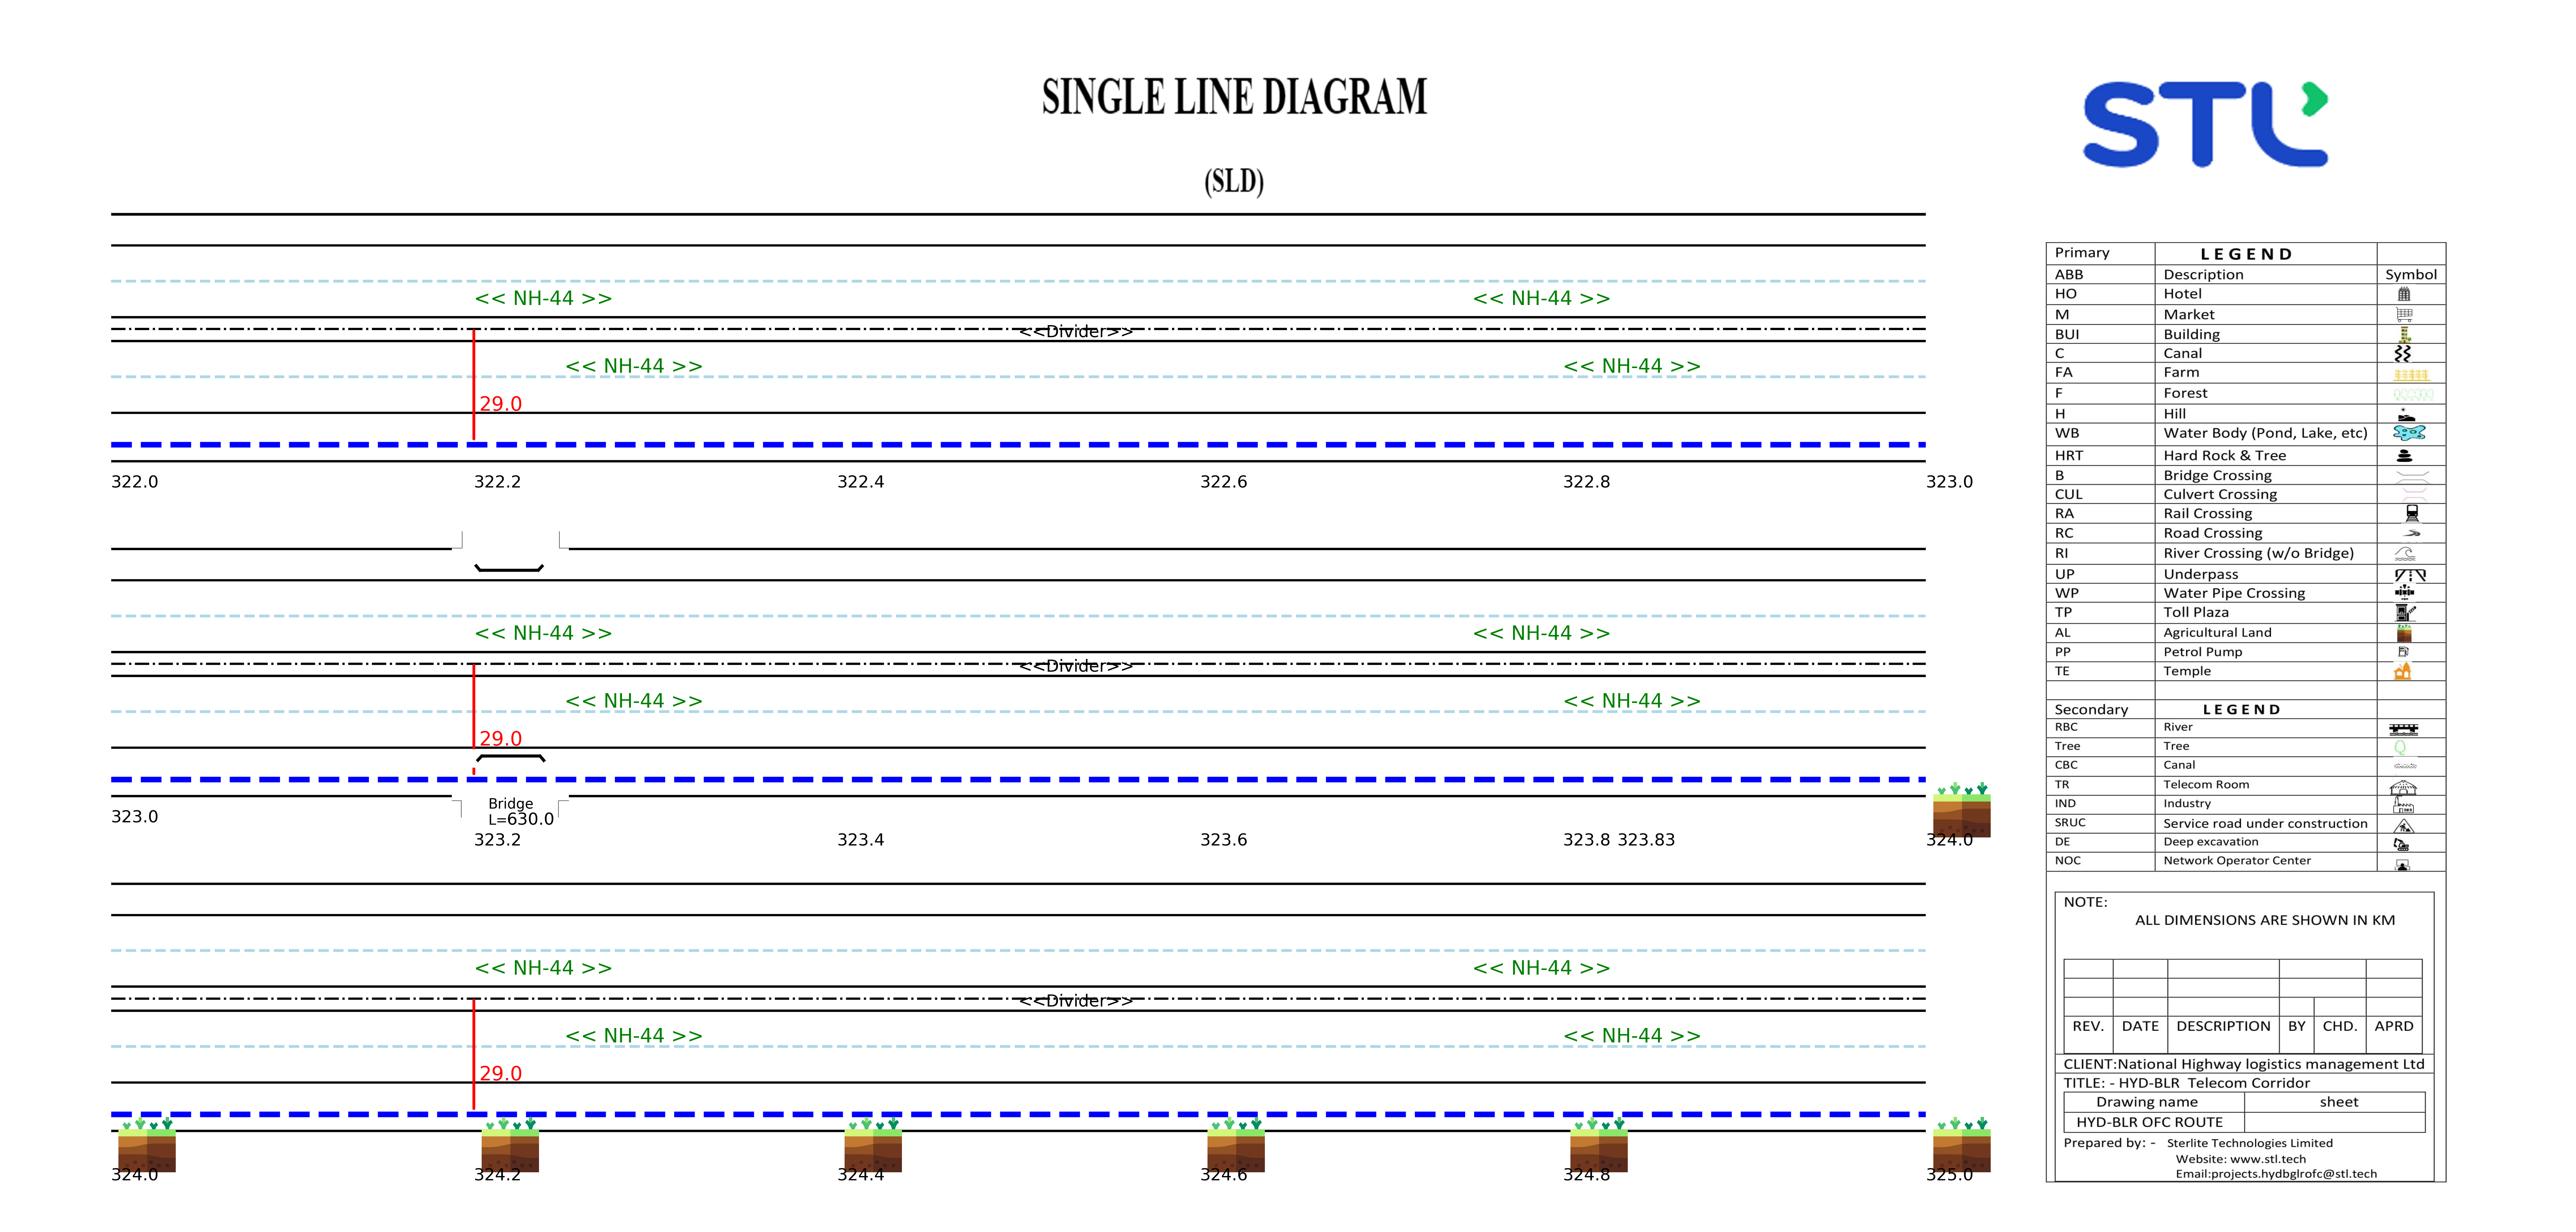 SINGLE LINE DIAGRAM
(SLD)
STL
<< NH-44 >> << NH-44 >>
<<Divider>>
<< NH-44 >> << NH-44 >>
29.0
322.0 322.2 322.4 322.6 322.8 323.0
<< NH-44 >> << NH-44 >>
<<Divider>>
<< NH-44 >> << NH-44 >>
29.0
Bridge
L=630.0
323.0
323.2 323.4 323.6 323.8 323.83 324.0
<< NH-44 >> << NH-44 >>
<<Divider>>
<< NH-44 >> << NH-44 >>
29.0
324.0 324.2 324.4 324.6 324.8 325.0
Primary LEGEND
ABB Description Symbol
HO Hotel
M Market
BUI Building
C Canal
FA Farm
F Forest
H Hill
WB Water Body (Pond, Lake, etc)
HRT Hard Rock & Tree
B Bridge Crossing
CUL Culvert Crossing
RA Rail Crossing
RC Road Crossing
RI River Crossing (w/o Bridge)
UP Underpass
WP Water Pipe Crossing
TP Toll Plaza
AL Agricultural Land
PP Petrol Pump
TE Temple
Secondary LEGEND
RBC River
Tree Tree
CBC Canal
TR Telecom Room
IND Industry
SRUC Service road under construction
DE Deep excavation
NOC Network Operator Center
NOTE:
ALL DIMENSIONS ARE SHOWN IN KM
REV. DATE DESCRIPTION BY CHD. APRD
CLIENT:National Highway logistics management Ltd
TITLE: - HYD-BLR Telecom Corridor
Drawing name sheet
HYD-BLR OFC ROUTE
Prepared by: - Sterlite Technologies Limited
Website: www.stl.tech
Email:projects.hydbglrofc@stl.tech